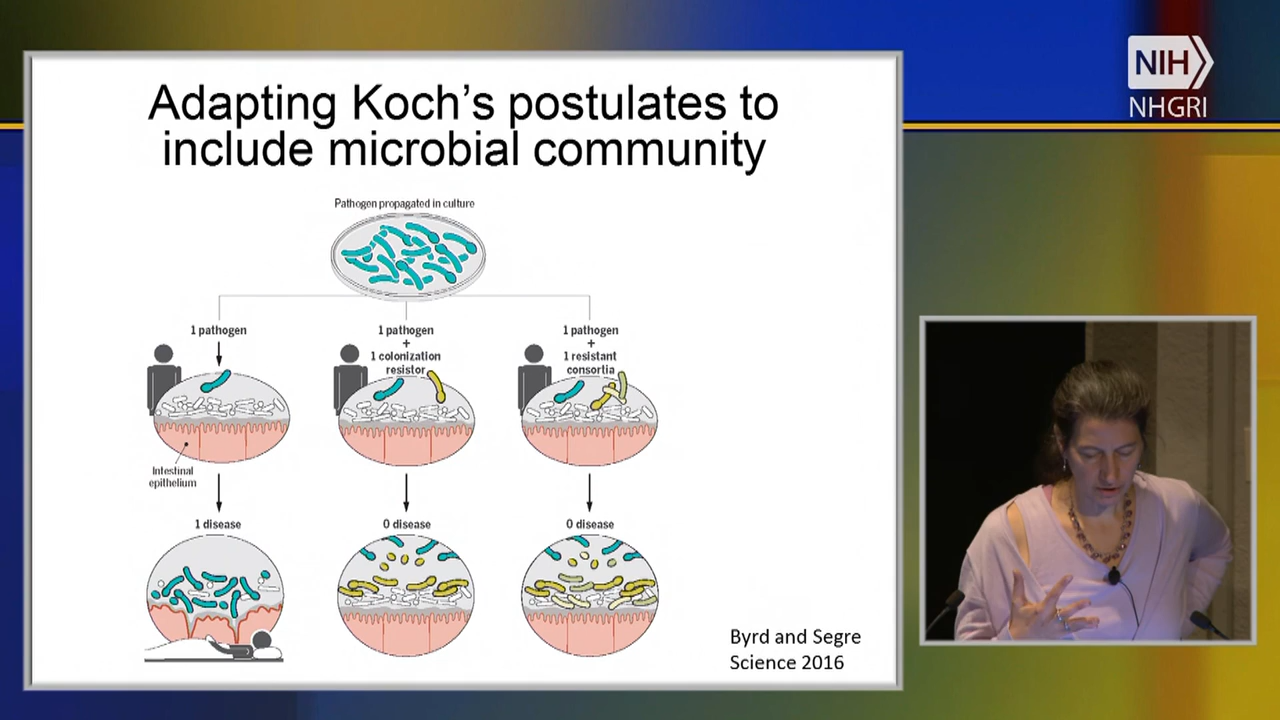 Adapting Koch's postulates to
include microbial community
Pathogen propagated in culture
1 pathogen
1 pathogen
+
1 colonization
resistor
1 pathogen
+
1 resistant
consortia
Intestinal
epithelium
1 disease
0 disease
0 disease
Byrd and Segre
Science 2016
NIH
NHGRI